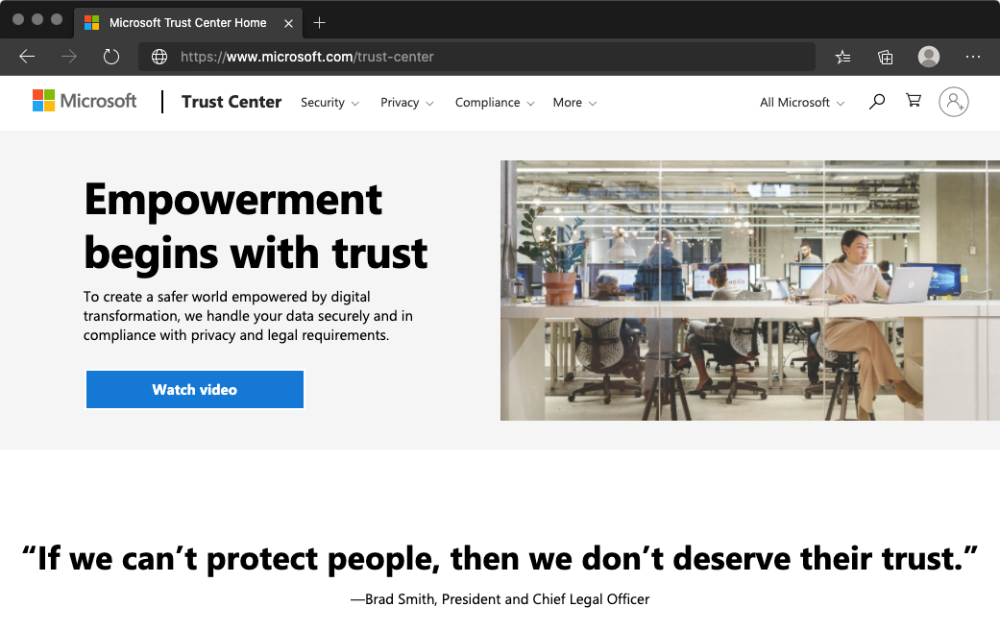 Microsoft Trust Center Home
https://www.microsoft.com/trust-center
Microsoft
Trust Center
Security
Privacy
Compliance
More
All Microsoft
Empowerment
begins with trust
To create a safer world empowered by digital
transformation, we handle your data securely and in
compliance with privacy and legal requirements.
Watch video
“If we can’t protect people, then we don’t deserve their trust.”
—Brad Smith, President and Chief Legal Officer